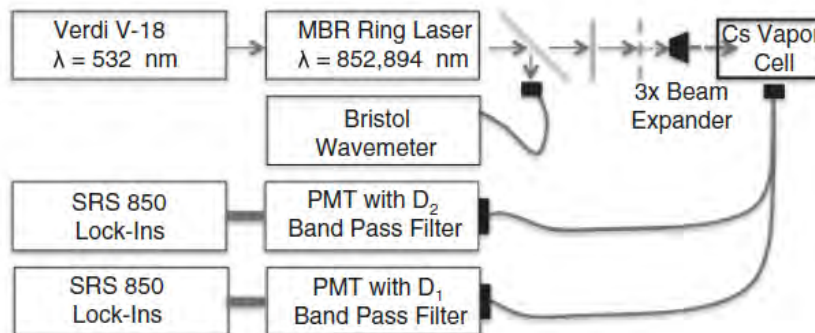 Verdi V-18
λ = 532 nm
MBR Ring Laser
λ = 852,894 nm
Cs Vapor
Cell
3x Beam
Expander
Bristol
Wavemeter
SRS 850
Lock-Ins
PMT with D₂
Band Pass Filter
SRS 850
Lock-Ins
PMT with D₁
Band Pass Filter